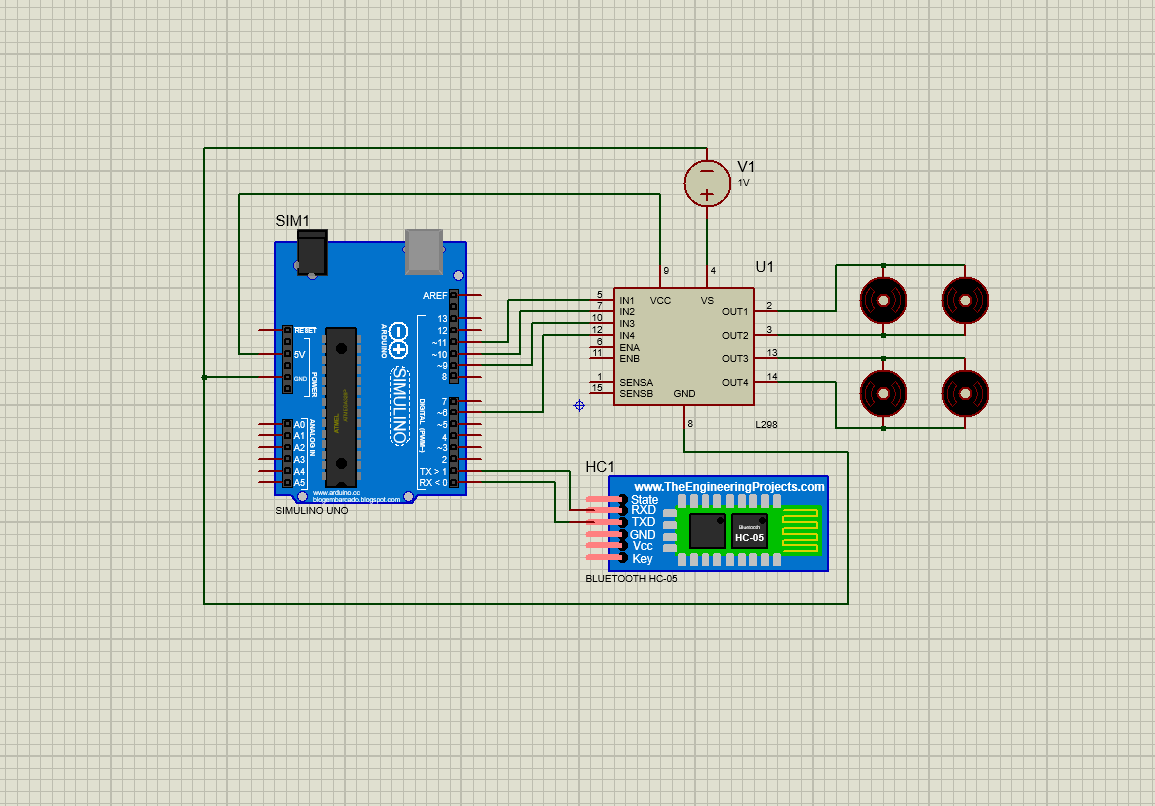 V1
1V
SIM1
9
4
U1
AREF
13
12
~11
~10
~9
8
RESET
5V
GND
POWER
ARDUINO
SIMULINO
DIGITAL (PWM~)
7
~6
~5
4
~3
2
TX > 1
RX < 0
ANALOG IN
A0
A1
A2
A3
A4
A5
ATMEL
www.arduino.cc
blogembarcado.blogspot.com
SIMULINO UNO
5
7
10
12
6
11
1
15
IN1
IN2
IN3
IN4
ENA
ENB
SENSA
SENSB
VCC
VS
GND
OUT1
OUT2
OUT3
OUT4
2
3
13
14
8
L298
HC1
www.TheEngineeringProjects.com
State
RXD
TXD
GND
Vcc
Key
Bluetooth
HC-05
BLUETOOTH HC-05